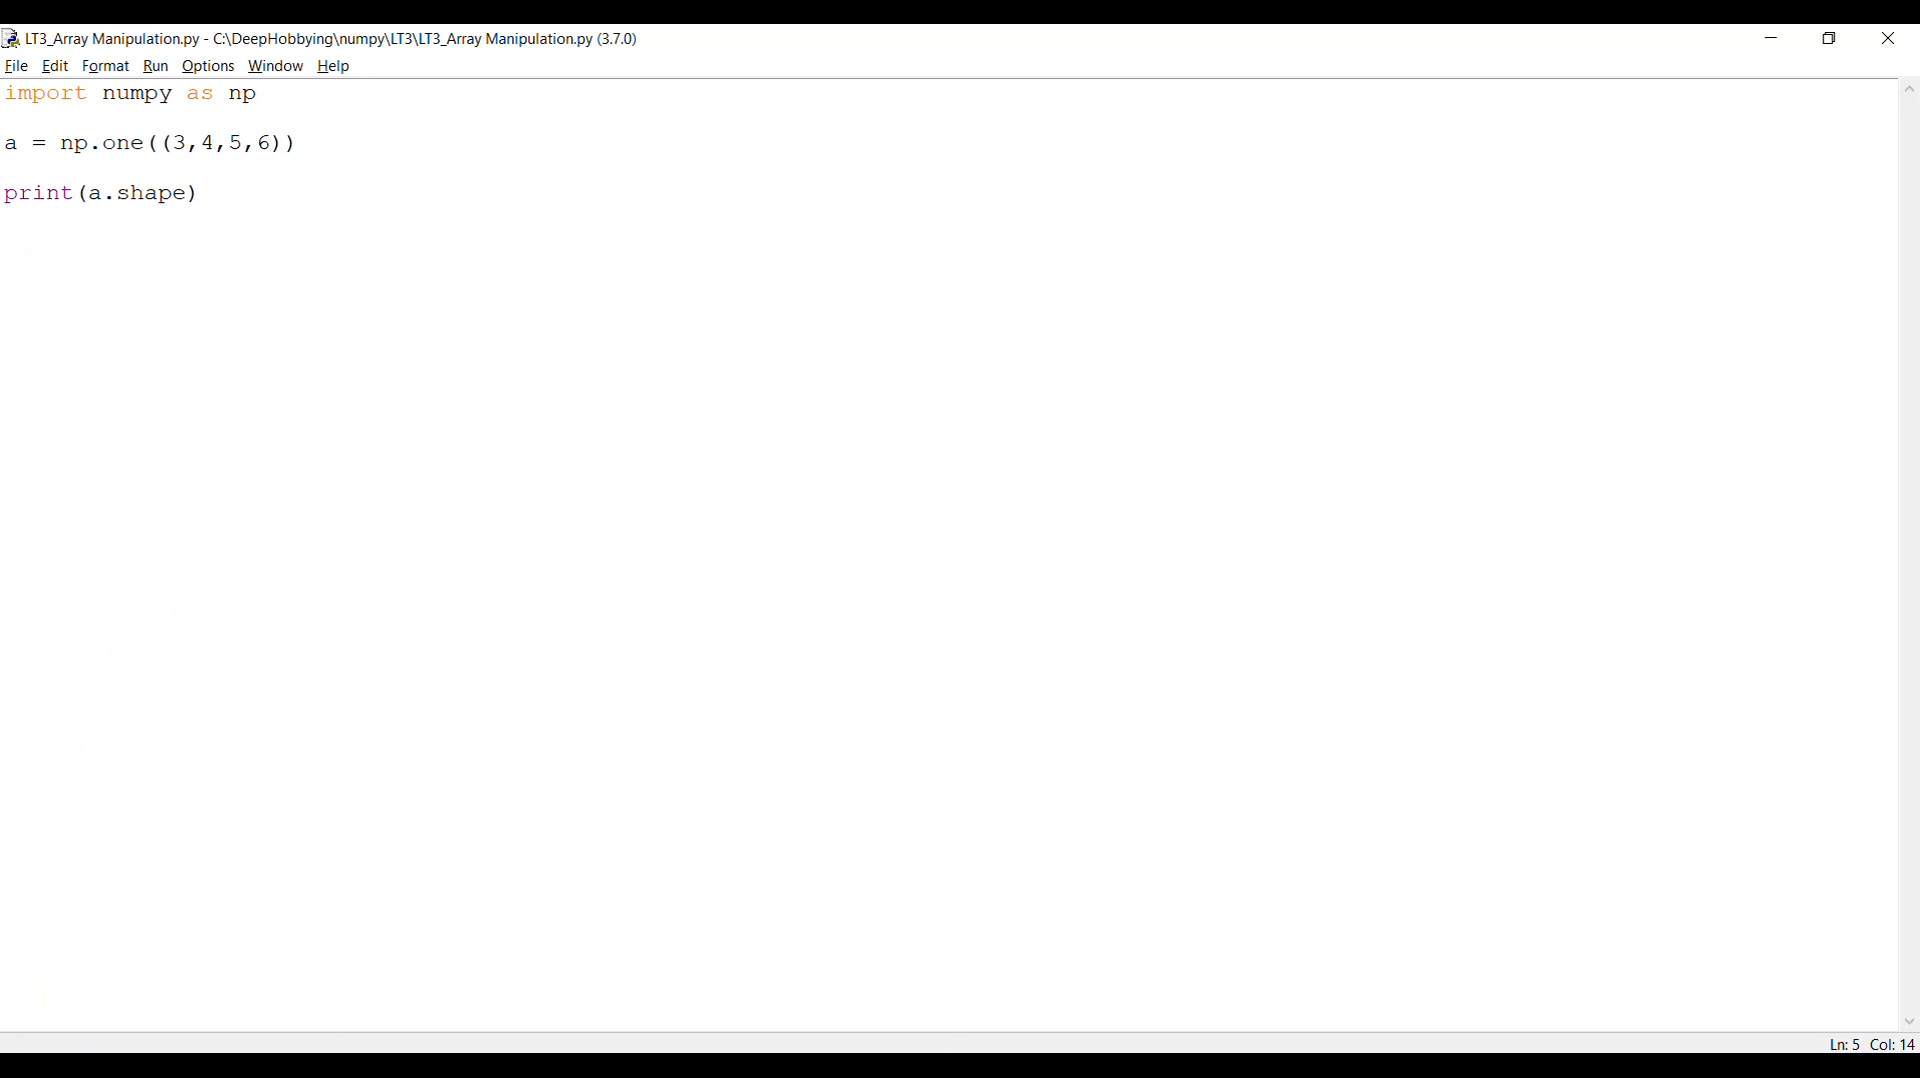 LT3_Array Manipulation.py - C:\DeepHobbying\numpy\LT3\LT3_Array Manipulation.py (3.7.0)
File Edit Format Run Options Window Help
import numpy as np
a = np.one((3,4,5,6))
print(a.shape)
Ln: 5 Col: 14